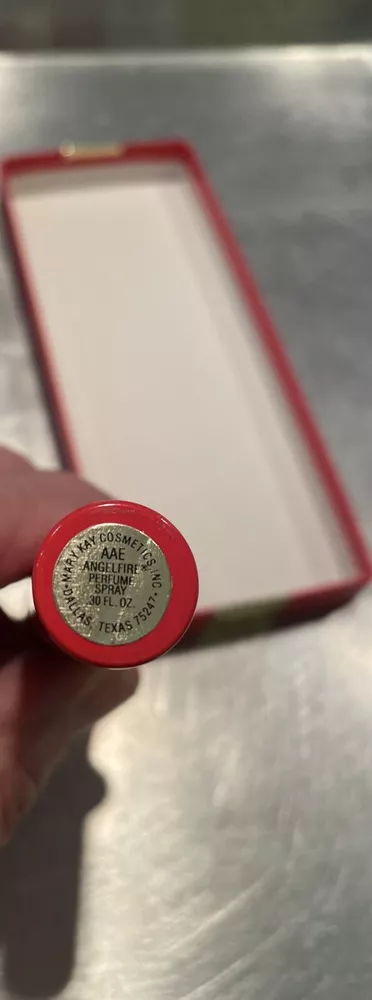 •MARY KAY COSMETICS, INC
AAE
ANGELFIRE®
PERFUME
SPRAY
.30 FL. OZ.
DALLAS, TEXAS 75247•